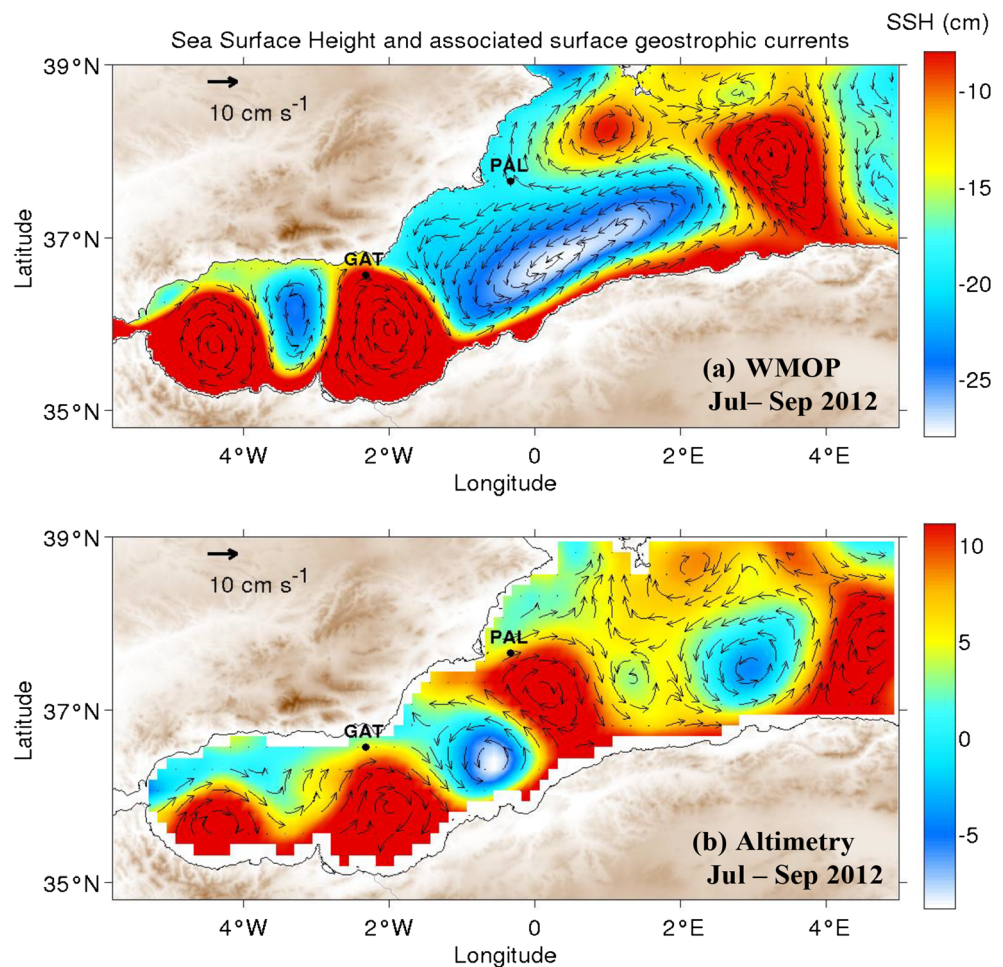 SSH (cm)
Sea Surface Height and associated surface geostrophic currents
39°N
37°N
35°N
Latitude
10 cm s⁻¹
PAL
GAT
(a) WMOP
Jul– Sep 2012
4°W
2°W
0
2°E
4°E
Longitude
-10
-15
-20
-25
39°N
37°N
35°N
Latitude
10 cm s⁻¹
PAL
GAT
(b) Altimetry
Jul – Sep 2012
4°W
2°W
0
2°E
4°E
Longitude
10
5
0
-5